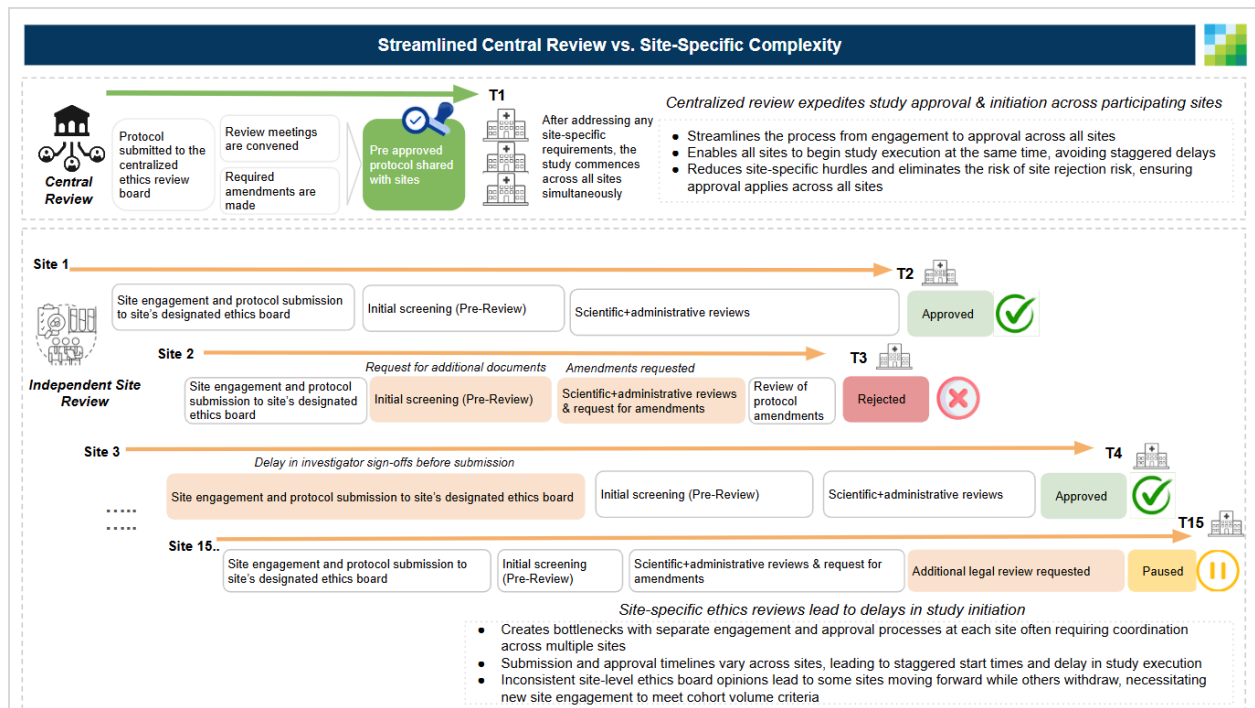 Streamlined Central Review vs. Site-Specific Complexity
T1
Central
Review
Protocol
submitted to the
centralized
ethics review
board
Review meetings
are convened
Required
amendments are
made
Pre approved
protocol shared
with sites
After addressing any
site-specific
requirements, the
study commences
across all sites
simultaneously
Centralized review expedites study approval & initiation across participating sites
● Streamlines the process from engagement to approval across all sites
● Enables all sites to begin study execution at the same time, avoiding staggered delays
● Reduces site-specific hurdles and eliminates the risk of site rejection risk, ensuring
approval applies across all sites
Independent Site
Review
Site 1
T2
Site engagement and protocol submission
to site's designated ethics board
Initial screening (Pre-Review)
Scientific+administrative reviews
Approved
Site 2
T3
Request for additional documents
Amendments requested
Site engagement and protocol
submission to site's designated
ethics board
Initial screening (Pre-Review)
Scientific+administrative reviews
& request for amendments
Review of
protocol
amendments
Rejected
Site 3
T4
Delay in investigator sign-offs before submission
Site engagement and protocol submission to site's designated ethics board
Initial screening (Pre-Review)
Scientific+administrative reviews
Approved
.....
.....
Site 15..
T15
Site engagement and protocol submission to
site's designated ethics board
Initial screening
(Pre-Review)
Scientific+administrative reviews & request for
amendments
Additional legal review requested
Paused
Site-specific ethics reviews lead to delays in study initiation
● Creates bottlenecks with separate engagement and approval processes at each site often requiring coordination
across multiple sites
● Submission and approval timelines vary across sites, leading to staggered start times and delay in study execution
● Inconsistent site-level ethics board opinions lead to some sites moving forward while others withdraw, necessitating
new site engagement to meet cohort volume criteria